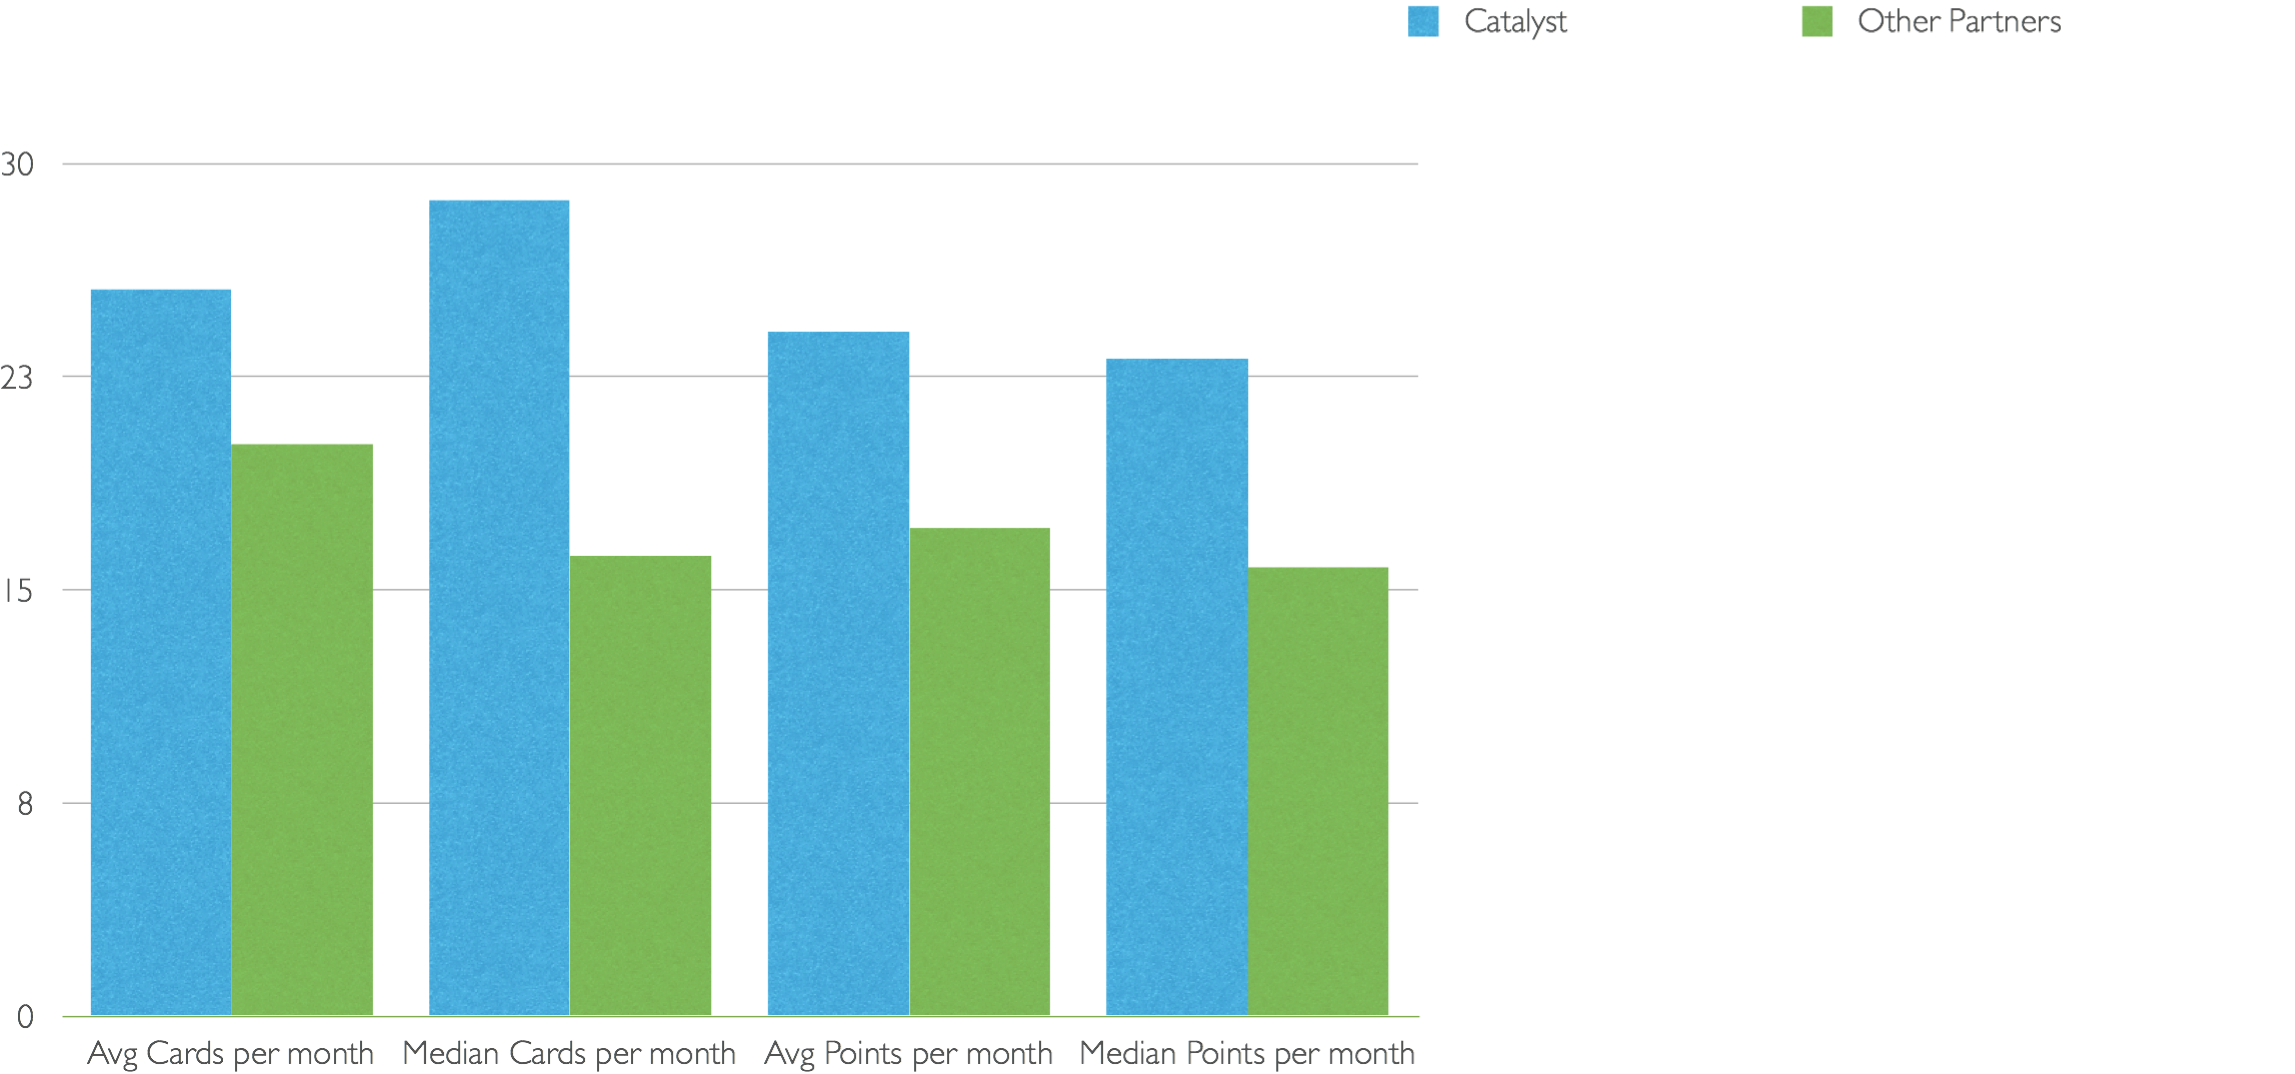 Catalyst
Other Partners
30
23
15
8
0
Avg Cards per month
Median Cards per month
Avg Points per month
Median Points per month